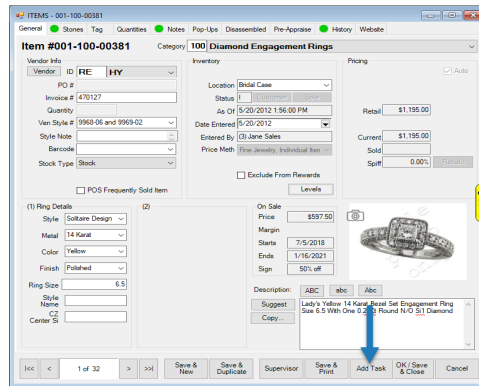 ITEMS - 001-100-00381
General Stones Tag Quantities Notes Pop-Ups Disassembled Pre-Appraise History Website
Item #001-100-00381 Category 100 Diamond Engagement Rings
Vendor Info Inventory Pricing
Vendor ID RE HY Auto
PO # Location Bridal Case
Invoice # 470127 Status I Customer
Quantity As Of 5/20/2012 1:56:00 PM Retail $1,195.00
Ven Style # 9968-06 and 9969-02 Date Entered 5/20/2012
Style Note Entered By (3) Jane Sales Current $1,195.00
Barcode Price Meth Fine Jewelry, Individual Item Sold
Stock Type Stock Spiff 0.00%
Exclude From Rewards
POS Frequently Sold Item Levels
(1) Ring Details (2) On Sale
Style Solitaire Design Price $597.50
Metal 14 Karat Margin
Color Yellow Starts 7/5/2018
Ends 1/16/2021
Finish Polished Sign 50% off
Ring Size 6.5 Description: ABC abc Abc
Style Name Suggest Lady's Yellow 14 Karat Bezel Set Engagement Ring
CZ Center Si Copy... Size 6.5 With One Round N/O Si1 Diamond
|<< < 1 of 32 > >>| Save & New Save & Duplicate Supervisor Save & Print Add Task OK / Save & Close Cancel